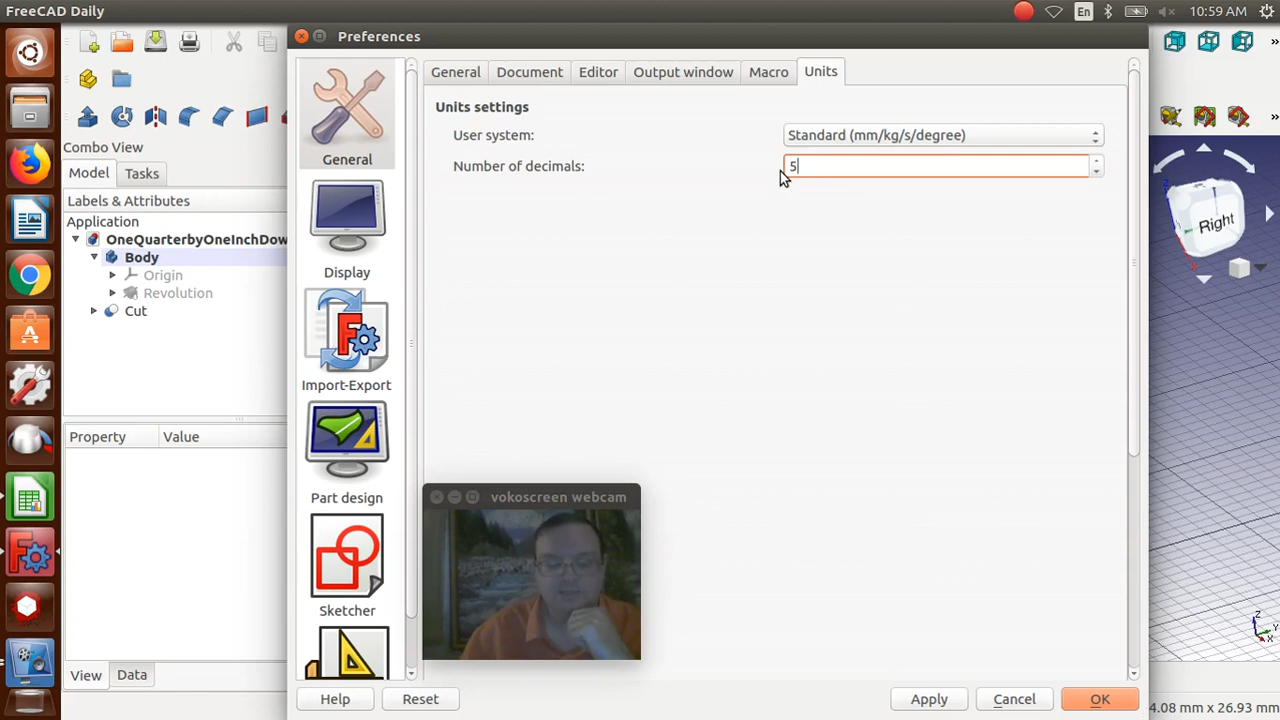 FreeCAD Daily
En
10:59 AM
Preferences
General
Document
Editor
Output window
Macro
Units
Units settings
User system:
Standard (mm/kg/s/degree)
Number of decimals:
5
General
Display
Import-Export
Part design
Sketcher
Combo View
Model
Tasks
Labels & Attributes
Application
OneQuarterbyOneInchDow
Body
Origin
Revolution
Cut
Property
Value
View
Data
vokoscreen webcam
Help
Reset
Apply
Cancel
OK
Right
Z
Y
X
4.08 mm x 26.93 mm